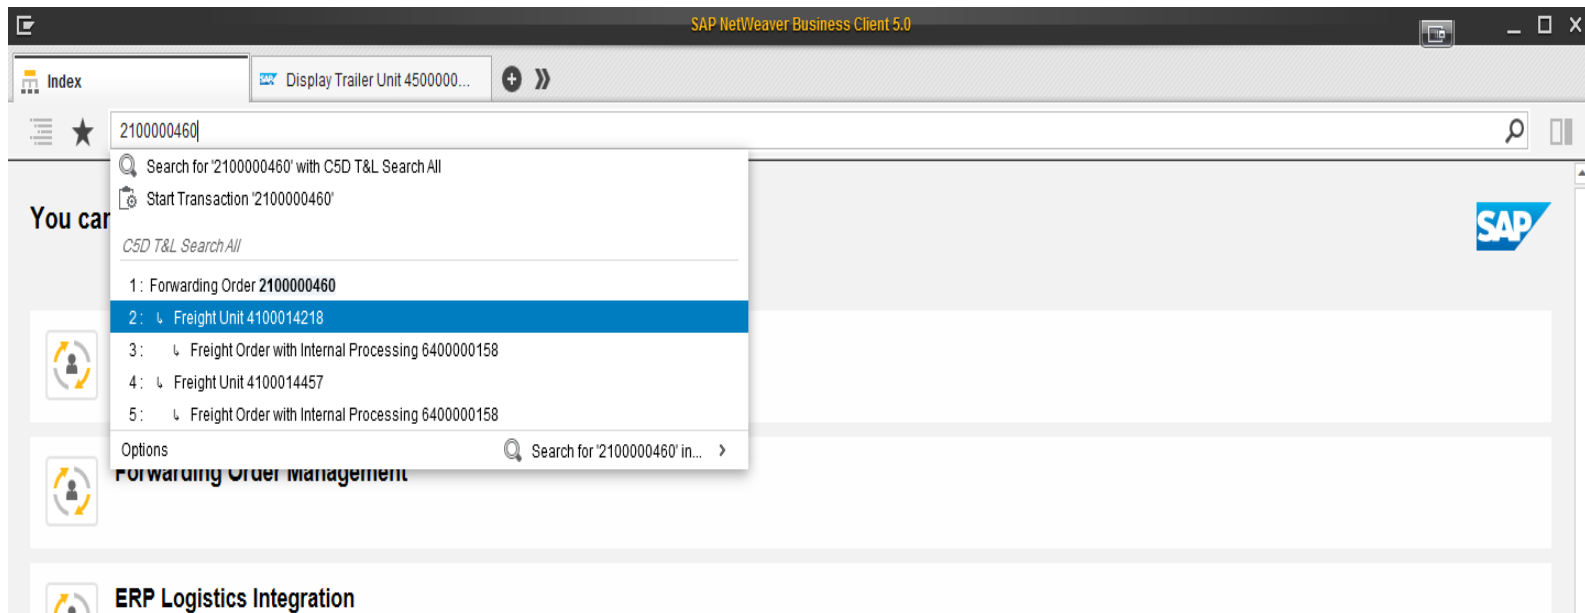 SAP NetWeaver Business Client 5.0
Index
SAP Display Trailer Unit 4500000...
2100000460
Search for '2100000460' with C5D T&L Search All
Start Transaction '2100000460'
You can
SAP
C5D T&L Search All
1: Forwarding Order 2100000460
2: ↳ Freight Unit 4100014218
3: ↳ Freight Order with Internal Processing 6400000158
4: ↳ Freight Unit 4100014457
5: ↳ Freight Order with Internal Processing 6400000158
Options Search for '2100000460' in... >
Forwarding Order Management
ERP Logistics Integration